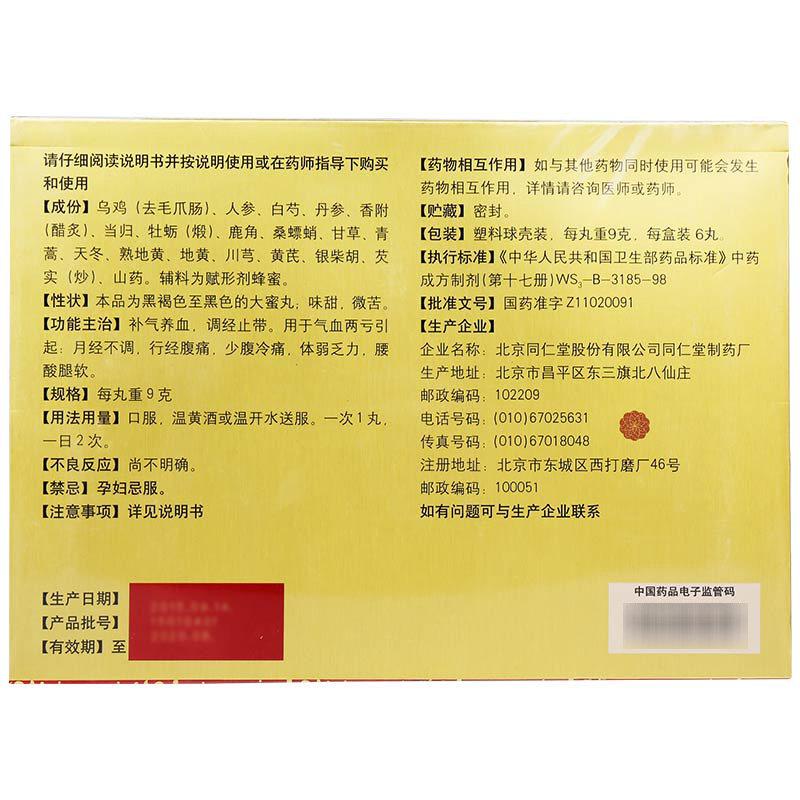 请仔细阅读说明书并按说明使用或在药师指导下购买
和使用
【成份】乌鸡（去毛爪肠）、人参、白芍、丹参、香附
（醋炙）、当归、牡蛎（煅）、鹿角、桑螵蛸、甘草、青
蒿、天冬、熟地黄、地黄、川芎、黄芪、银柴胡、芡
实（炒）、山药。辅料为赋形剂蜂蜜。
【性状】本品为黑褐色至黑色的大蜜丸；味甜，微苦。
【功能主治】补气养血，调经止带。用于气血两亏引
起：月经不调，行经腹痛，少腹冷痛，体弱乏力，腰
酸腿软。
【规格】每丸重9克
【用法用量】口服，温黄酒或温开水送服。一次1丸，
一日2次。
【不良反应】尚不明确。
【禁忌】孕妇忌服。
【注意事项】详见说明书
【生产日期】
【产品批号】
【有效期】至
【药物相互作用】如与其他药物同时使用可能会发生
药物相互作用，详情请咨询医师或药师。
【贮藏】密封。
【包装】塑料球壳装，每丸重9克，每盒装6丸。
【执行标准】《中华人民共和国卫生部药品标准》中药
成方制剂(第十七册)WS₃-B-3185-98
【批准文号】国药准字Z11020091
【生产企业】
企业名称：北京同仁堂股份有限公司同仁堂制药厂
生产地址：北京市昌平区东三旗北八仙庄
邮政编码：102209
电话号码：(010)67025631
传真号码：(010)67018048
注册地址：北京市东城区西打磨厂46号
邮政编码：100051
如有问题可与生产企业联系
中国药品电子监管码